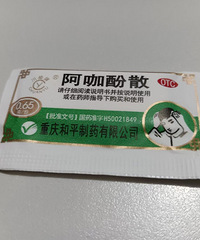 阿咖酚散
OTC
请仔细阅读说明书并按说明使用
或在药师指导下购买和使用
0.65
【批准文号】国药准字H50021849
重庆和平制药有限公司